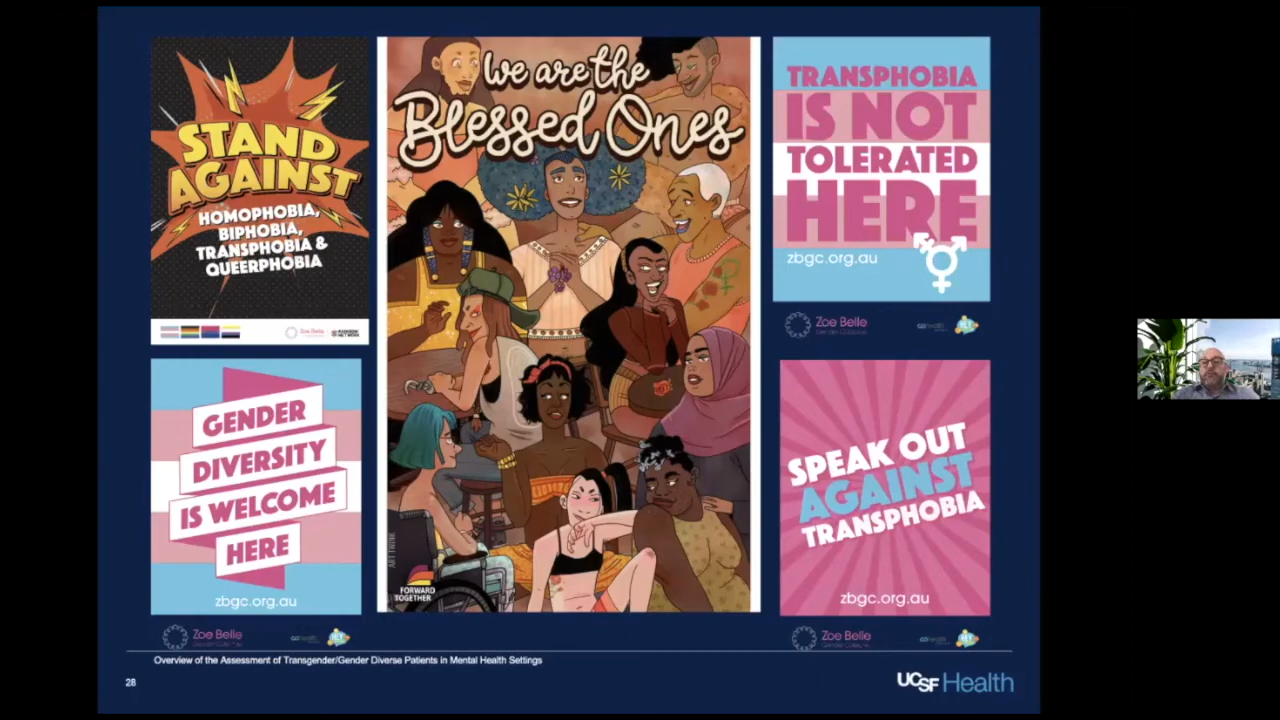 STAND
AGAINST
HOMOPHOBIA,
BIPHOBIA,
TRANSPHOBIA &
QUEERPHOBIA
Zoe Belle
we are the
Blessed Ones
FORWARD
TOGETHER
TRANSPHOBIA
IS NOT
TOLERATED
HERE
zbgc.org.au
Zoe Belle
GENDER
DIVERSITY
IS WELCOME
HERE
zbgc.org.au
Zoe Belle
SPEAK OUT
AGAINST
TRANSPHOBIA
zbgc.org.au
Zoe Belle
Overview of the Assessment of Transgender/Gender Diverse Patients in Mental Health Settings
28
UCSF Health